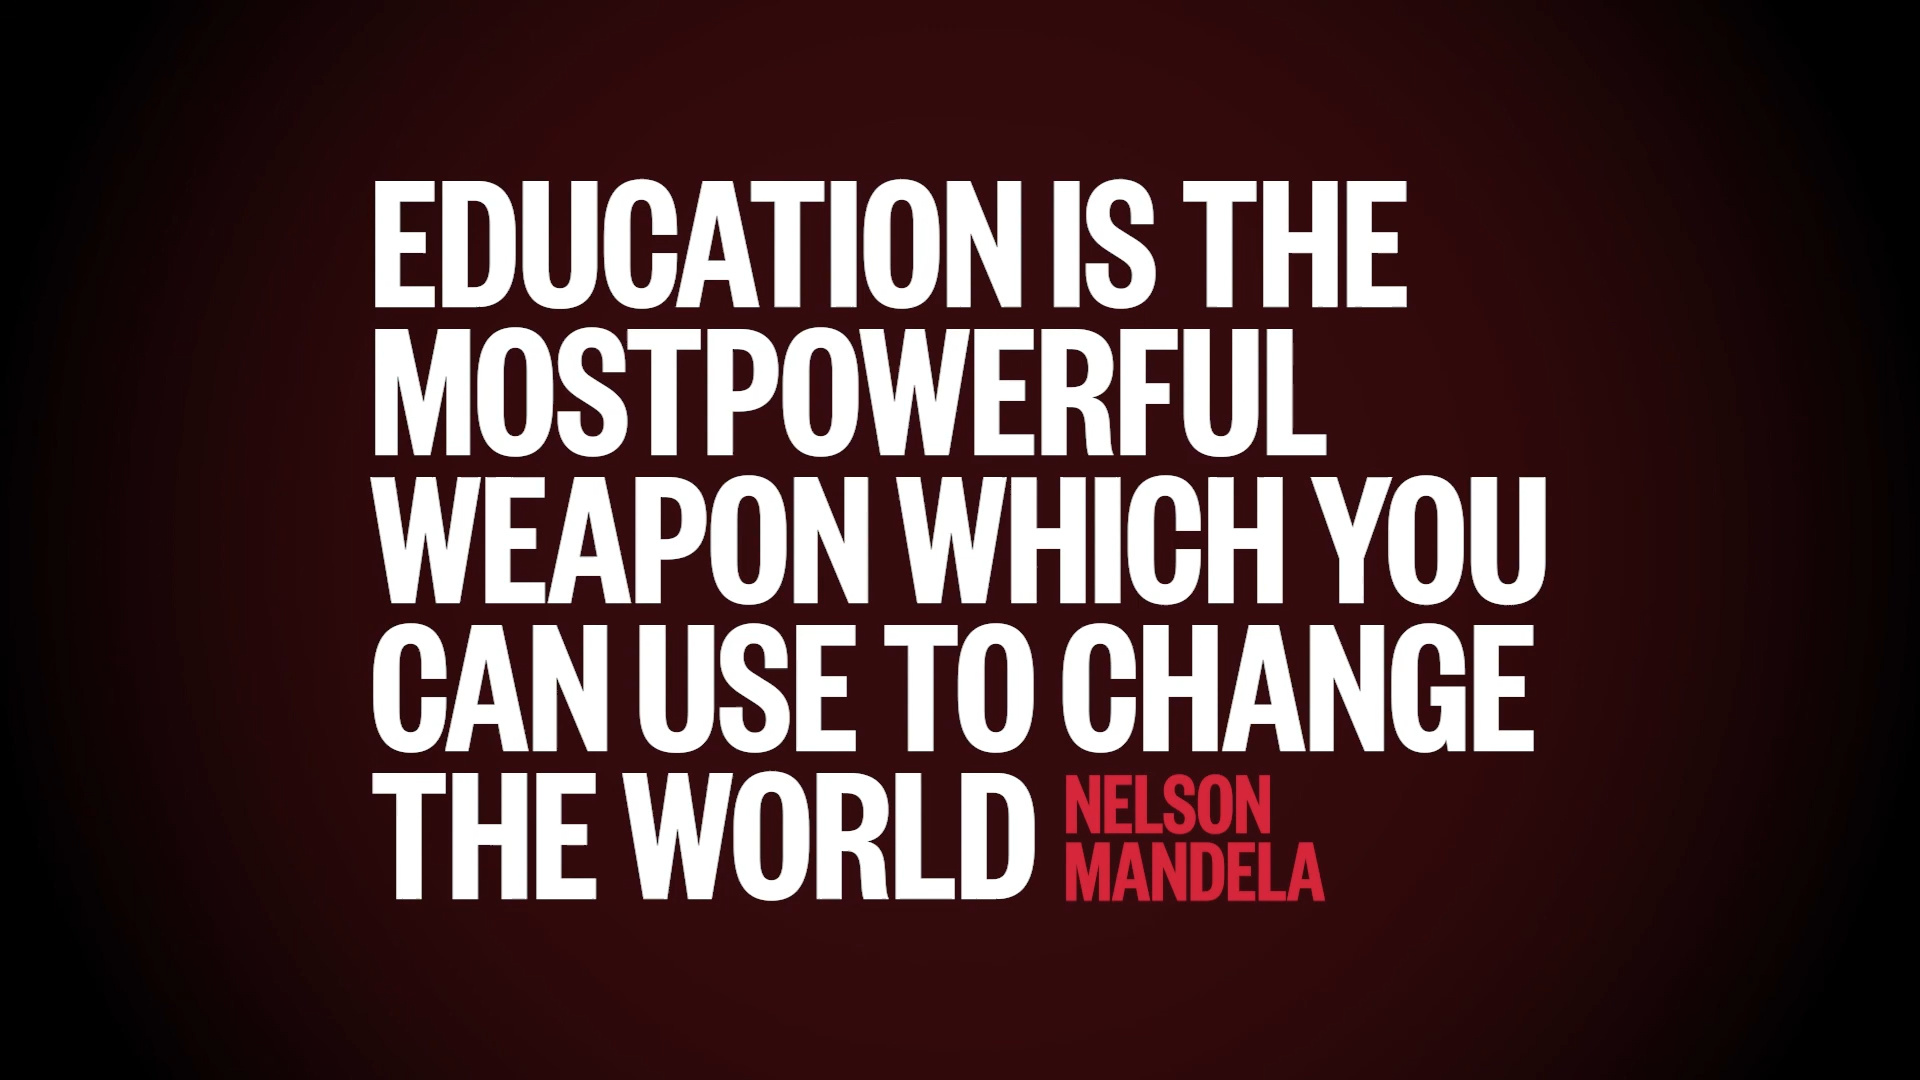 EDUCATION IS THE
MOSTPOWERFUL
WEAPON WHICH YOU
CAN USE TO CHANGE
THE WORLD
NELSON
MANDELA